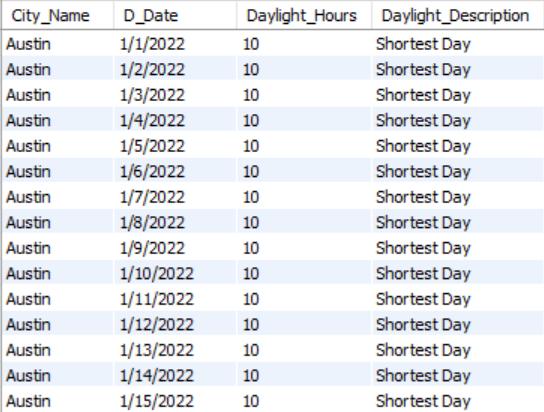 City_Name D_Date Daylight_Hours Daylight_Description
Austin 1/1/2022 10 Shortest Day
Austin 1/2/2022 10 Shortest Day
Austin 1/3/2022 10 Shortest Day
Austin 1/4/2022 10 Shortest Day
Austin 1/5/2022 10 Shortest Day
Austin 1/6/2022 10 Shortest Day
Austin 1/7/2022 10 Shortest Day
Austin 1/8/2022 10 Shortest Day
Austin 1/9/2022 10 Shortest Day
Austin 1/10/2022 10 Shortest Day
Austin 1/11/2022 10 Shortest Day
Austin 1/12/2022 10 Shortest Day
Austin 1/13/2022 10 Shortest Day
Austin 1/14/2022 10 Shortest Day
Austin 1/15/2022 10 Shortest Day